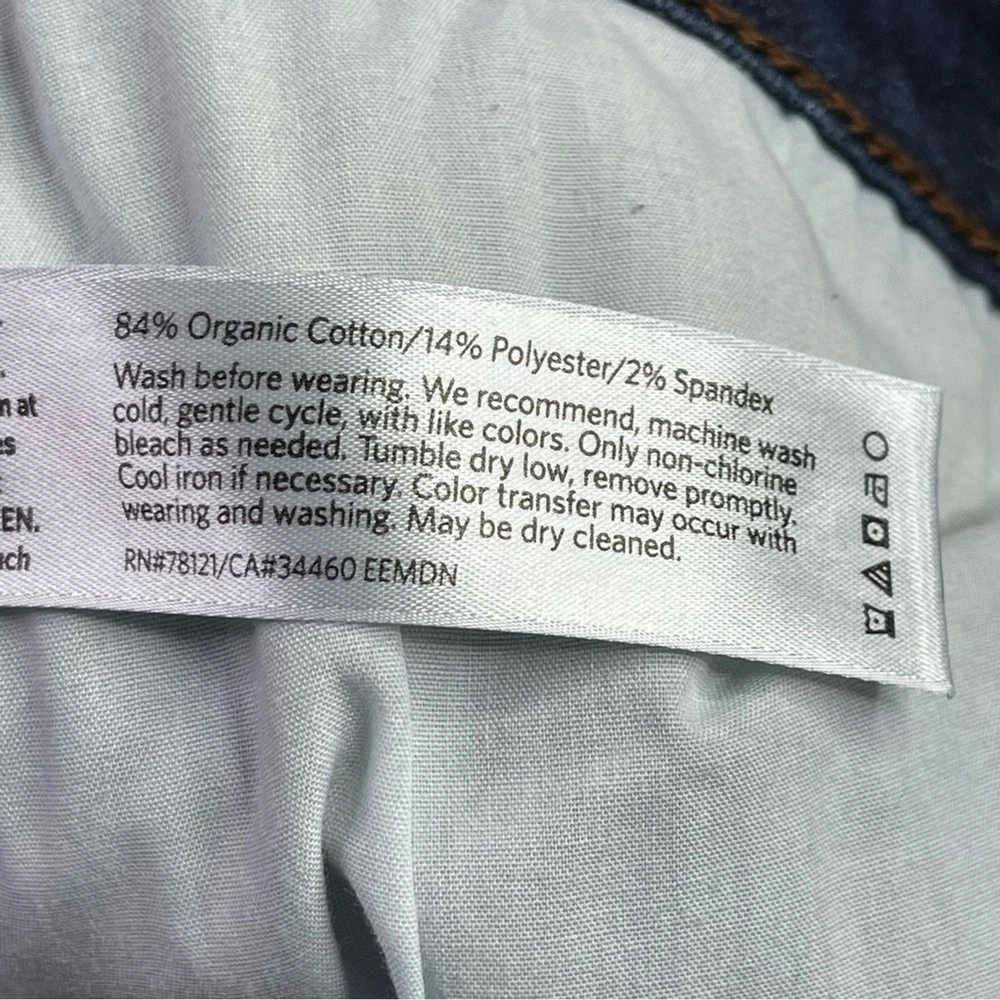 84% Organic Cotton/14% Polyester/2% Spandex
Wash before wearing. We recommend, machine wash
cold, gentle cycle, with like colors. Only non-chlorine
bleach as needed. Tumble dry low, remove promptly.
Cool iron if necessary. Color transfer may occur with
wearing and washing. May be dry cleaned.
RN#78121/CA#34460 EEMDN
at
EN.